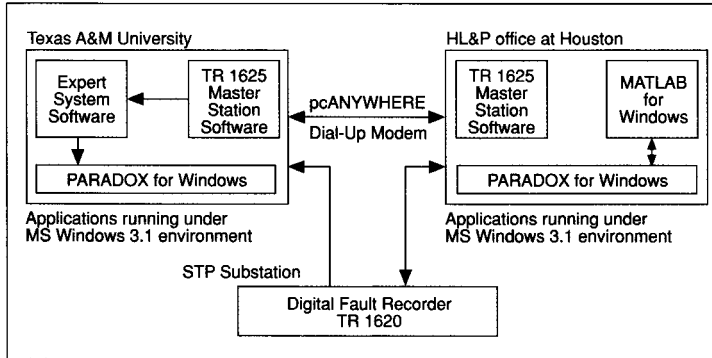 Texas A&M University
Expert
System
Software
TR 1625
Master
Station
Software
PARADOX for Windows
Applications running under
MS Windows 3.1 environment
pcANYWHERE
Dial-Up Modem
HL&P office at Houston
TR 1625
Master
Station
Software
MATLAB
for
Windows
PARADOX for Windows
Applications running under
MS Windows 3.1 environment
STP Substation
Digital Fault Recorder
TR 1620